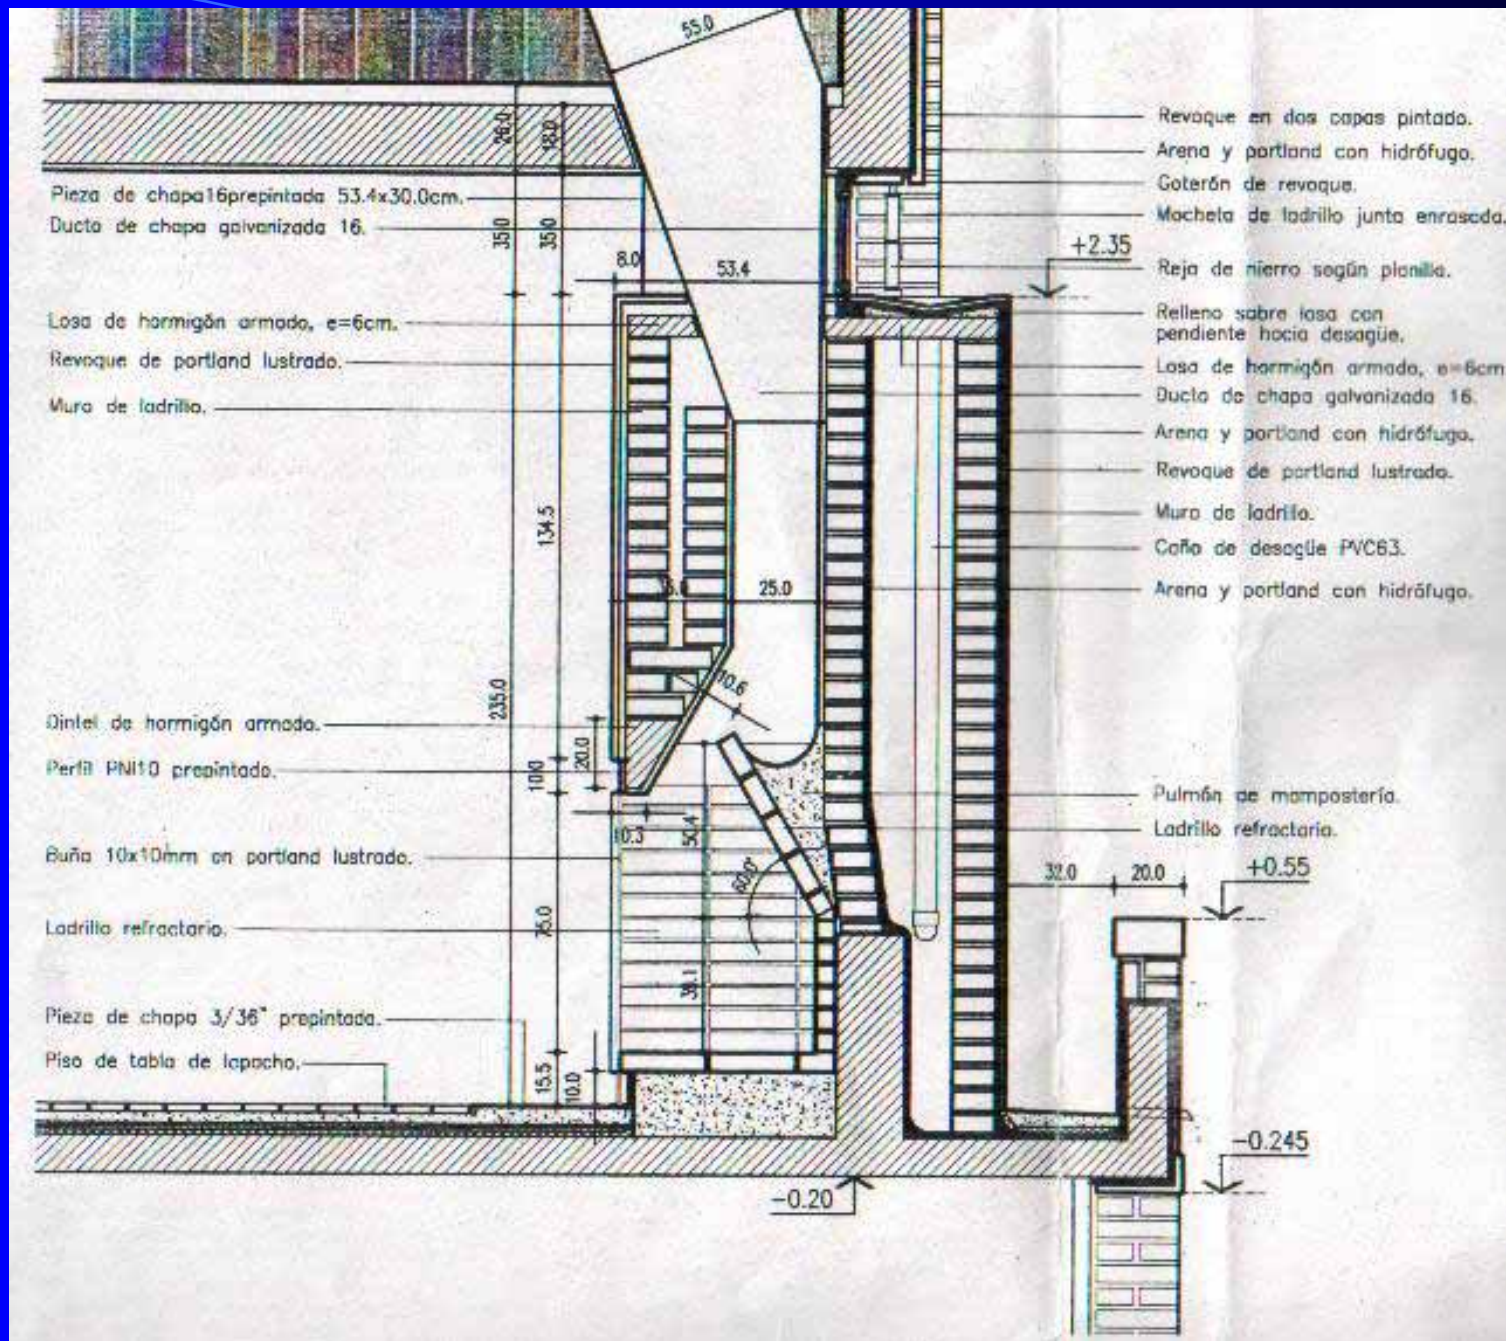 55.0
26.0
18.0
Pieza de chapa16prepintada 53.4x30.0cm.
Ducto de chapa galvanizada 16.
35.0
35.0
8.0
53.4
Losa de hormigón armado, e=6cm.
Revoque de portland lustrado.
Muro de ladrillo.
134.5
25.0
235.0
10.6
Dintel de hormigón armado.
Perfil PNI10 prepintado.
20.0
10.0
10.3
50.4
Buña 10x10mm en portland lustrado.
60.0°
Ladrillo refractario.
75.0
38.1
Pieza de chapa 3/36" prepintada.
Piso de tabla de lapacho.
15.5
10.0
Revoque en dos capas pintado.
Arena y portland con hidrófugo.
Goterón de revoque.
Mocheta de ladrillo junta enrasada.
+2.35
Reja de hierro según planilla.
Relleno sobre losa con
pendiente hacia desagüe.
Losa de hormigón armado, e=6cm
Ducto de chapa galvanizada 16.
Arena y portland con hidrófugo.
Revoque de portland lustrado.
Muro de ladrillo.
Caño de desagüe PVC63.
Arena y portland con hidrófugo.
Pulmón de mampostería.
Ladrillo refractario.
32.0
20.0
+0.55
-0.245
-0.20